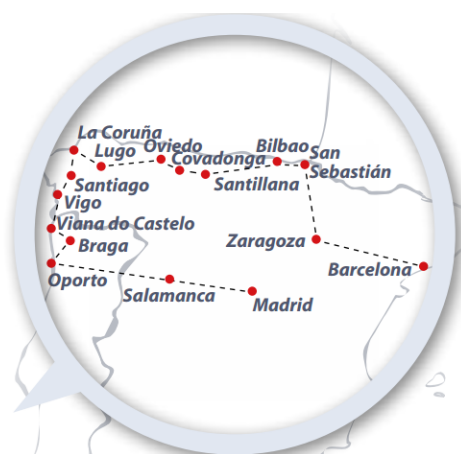 La Coruña
Lugo
Oviedo
Covadonga
Bilbao
San
Sebastián
Santiago
Santillana
Vigo
Viana do Castelo
Braga
Zaragoza
Barcelona
Oporto
Salamanca
Madrid